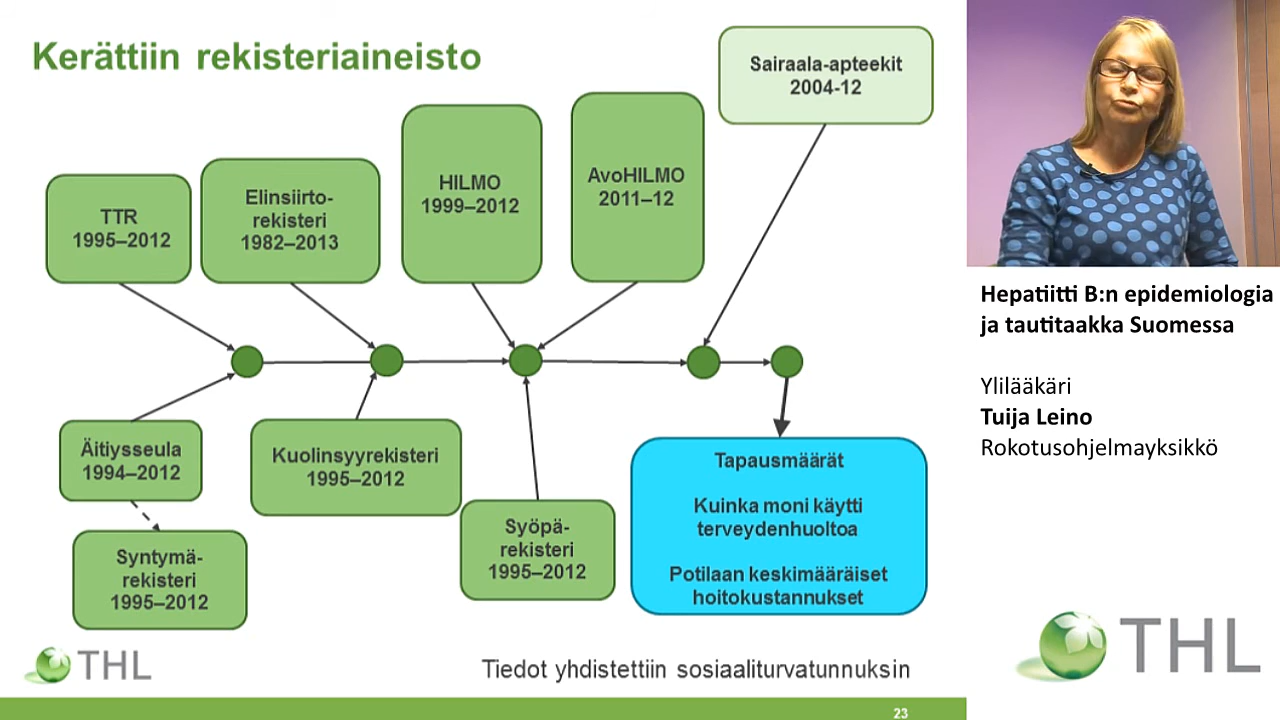 Kerättiin rekisteriaineisto
Sairaala-apteekit
2004-12
TTR
1995–2012
Elinsiirto-
rekisteri
1982–2013
HILMO
1999–2012
AvoHILMO
2011–12
Äitiysseula
1994–2012
Kuolinsyyrekisteri
1995–2012
Syntymä-
rekisteri
1995–2012
Syöpä-
rekisteri
1995–2012
Tapausmäärät
Kuinka moni käytti
terveydenhuoltoa
Potilaan keskimääräiset
hoitokustannukset
THL
Tiedot yhdistettiin sosiaaliturvatunnuksin
23
Hepatiitti B:n epidemiologia
ja tautitaakka Suomessa
Ylilääkäri
Tuija Leino
Rokotusohjelmayksikkö
THL